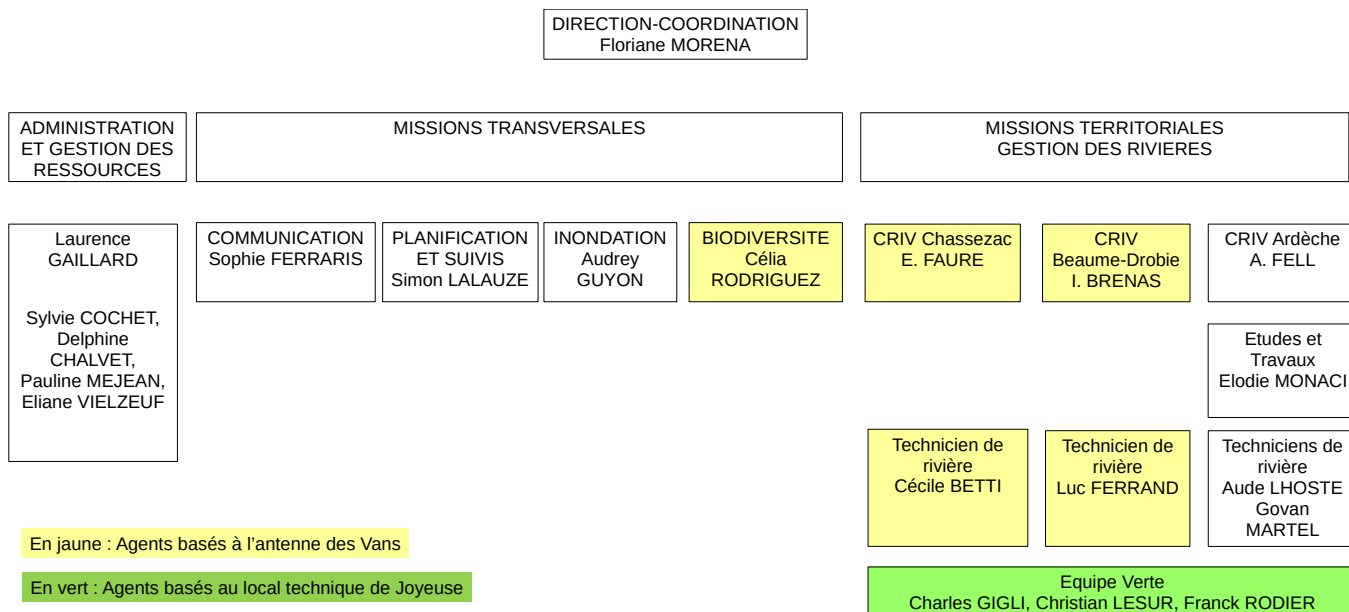 DIRECTION-COORDINATION
Floriane MORENA
ADMINISTRATION
ET GESTION DES
RESSOURCES
MISSIONS TRANSVERSALES
MISSIONS TERRITORIALES
GESTION DES RIVIERES
Laurence
GAILLARD
Sylvie COCHET,
Delphine
CHALVET,
Pauline MEJEAN,
Eliane VIELZEUF
COMMUNICATION
Sophie FERRARIS
PLANIFICATION
ET SUIVIS
Simon LALAUZE
INONDATION
Audrey
GUYON
BIODIVERSITE
Célia
RODRIGUEZ
CRIV Chassezac
E. FAURE
CRIV
Beaume-Drobie
I. BRENAS
CRIV Ardèche
A. FELL
Etudes et
Travaux
Elodie MONACI
Technicien de
rivière
Cécile BETTI
Technicien de
rivière
Luc FERRAND
Techniciens de
rivière
Aude LHOSTE
Govan
MARTEL
En jaune : Agents basés à l’antenne des Vans
En vert : Agents basés au local technique de Joyeuse
Equipe Verte
Charles GIGLI, Christian LESUR, Franck RODIER